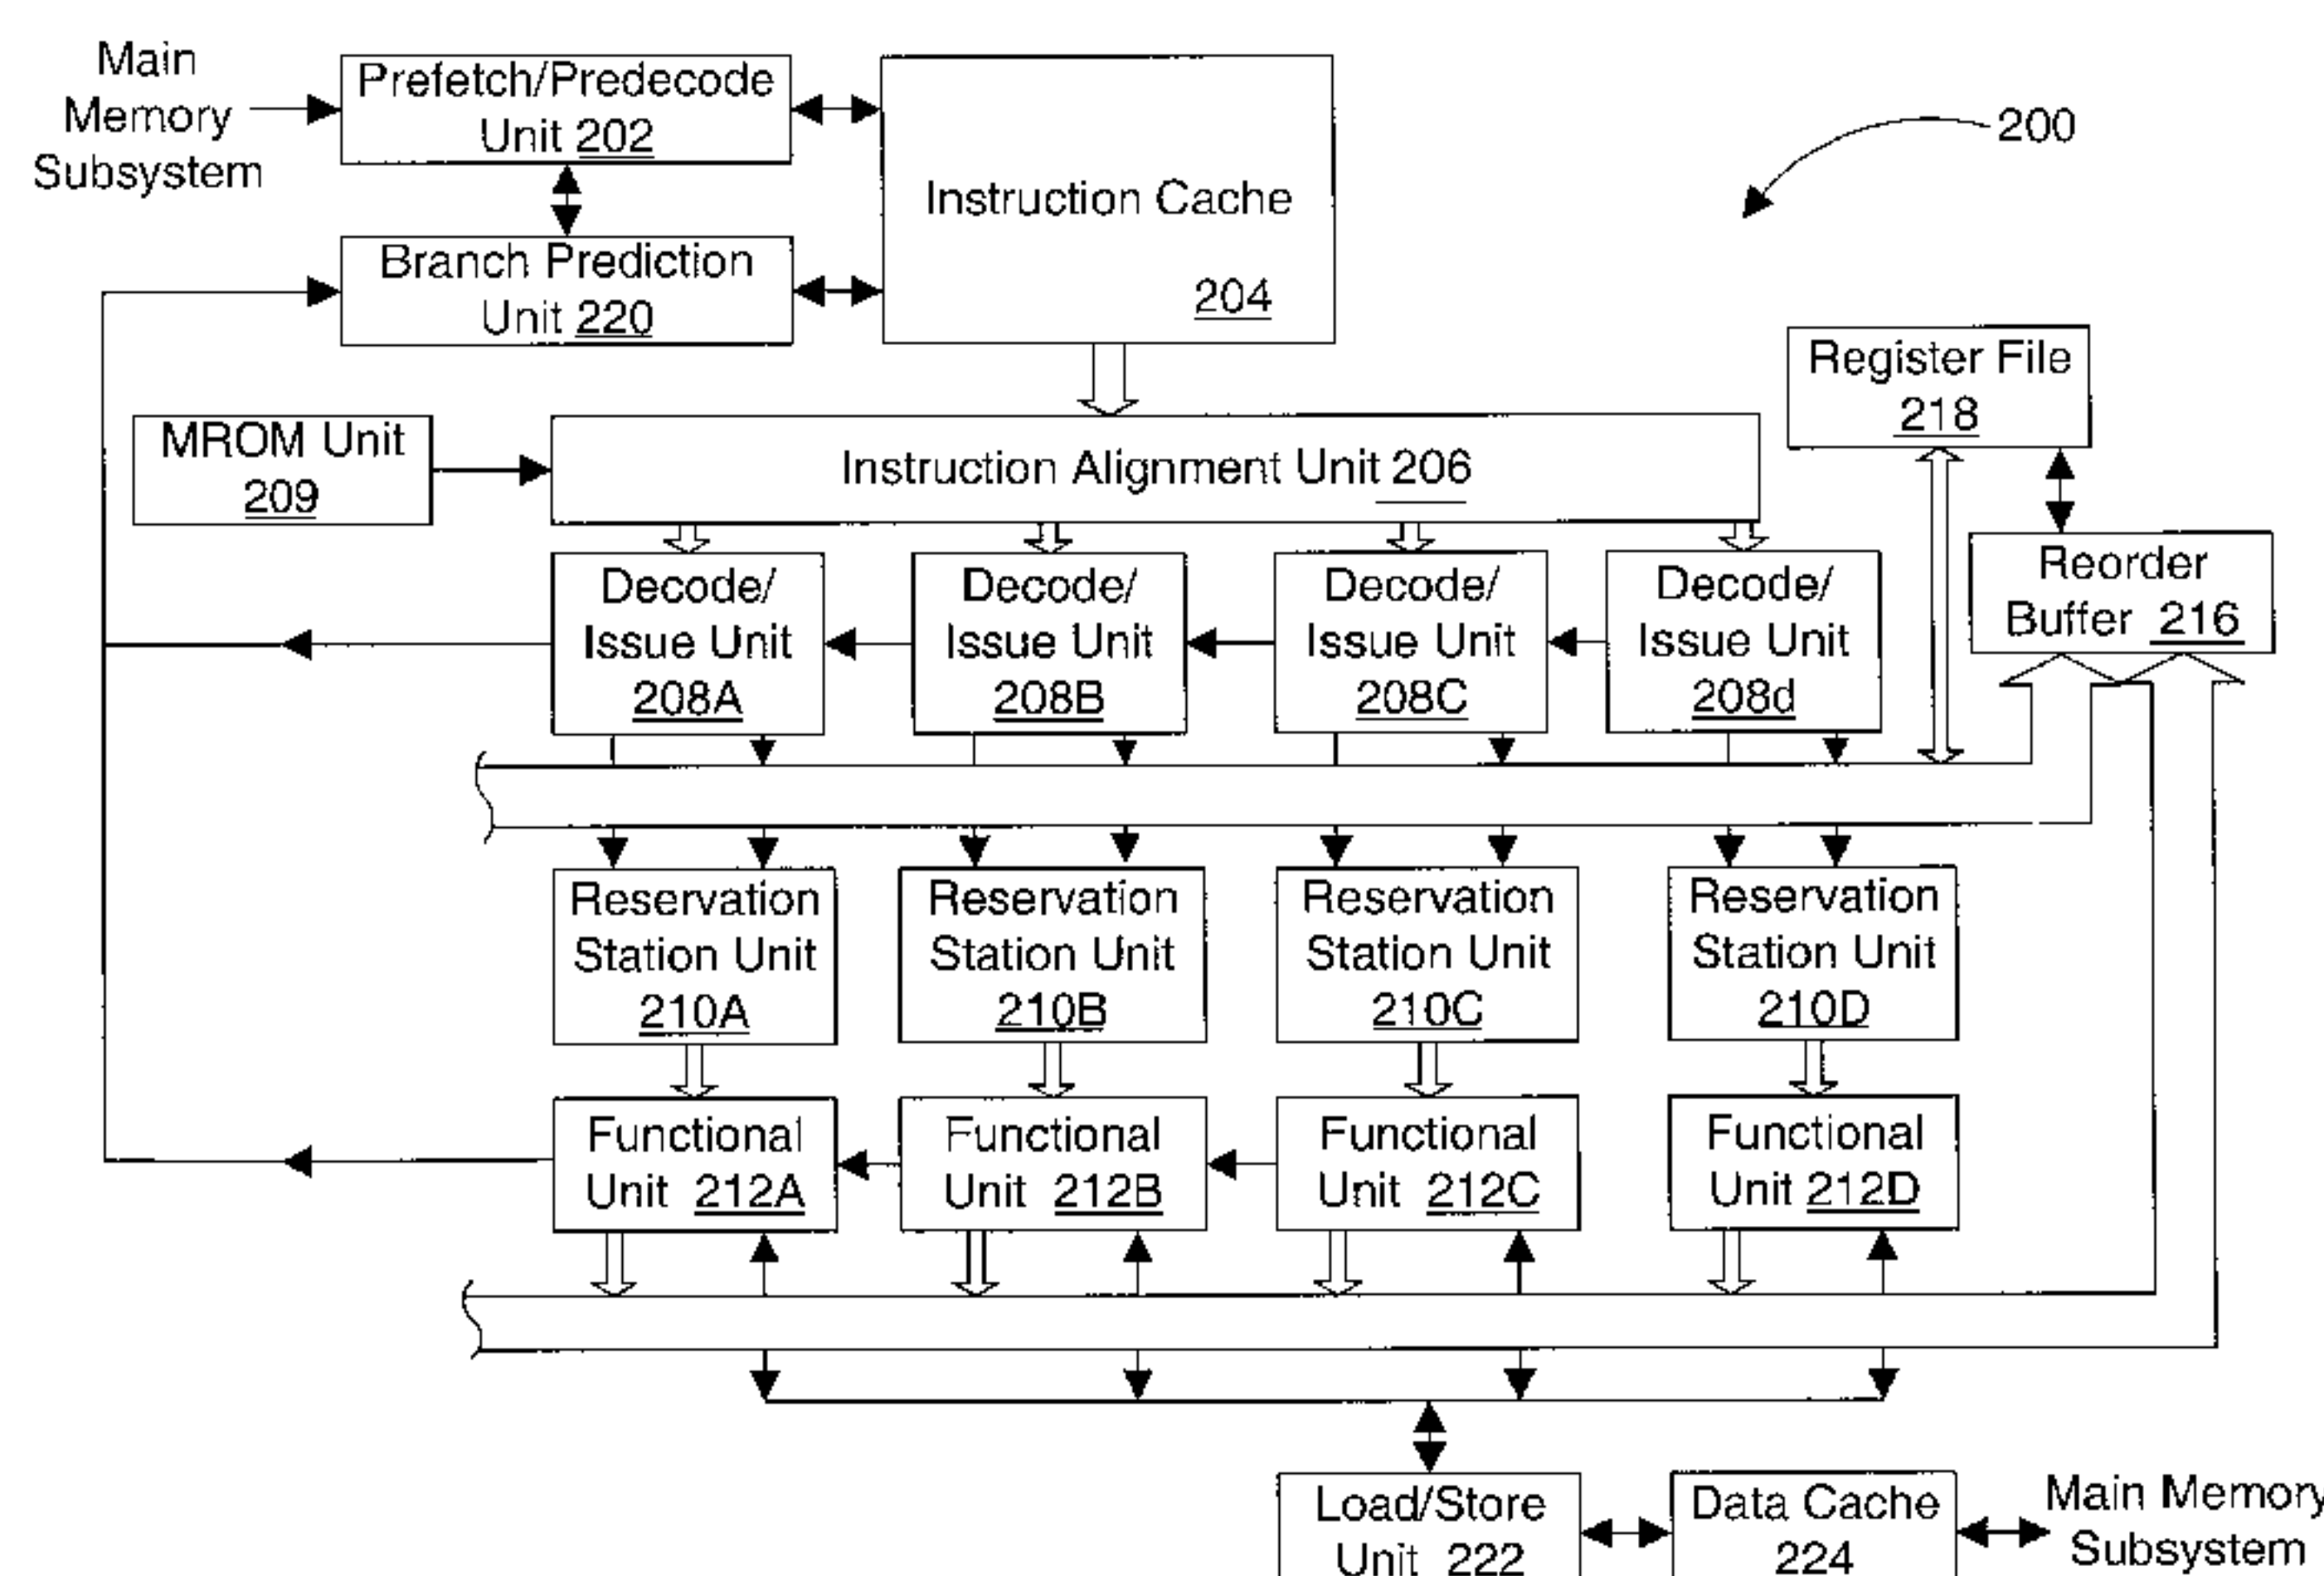 Main
Memory
Subsystem
Prefetch/Predecode
Unit 202
Instruction Cache
204
200
Branch Prediction
Unit 220
Register File
218
MROM Unit
209
Instruction Alignment Unit 206
Reorder
Buffer 216
Decode/
Issue Unit
208A
Decode/
Issue Unit
208B
Decode/
Issue Unit
208C
Decode/
Issue Unit
208d
Reservation
Station Unit
210A
Reservation
Station Unit
210B
Reservation
Station Unit
210C
Reservation
Station Unit
210D
Functional
Unit 212A
Functional
Unit 212B
Functional
Unit 212C
Functional
Unit 212D
Load/Store
Unit 222
Data Cache
224
Main Memory
Subsystem